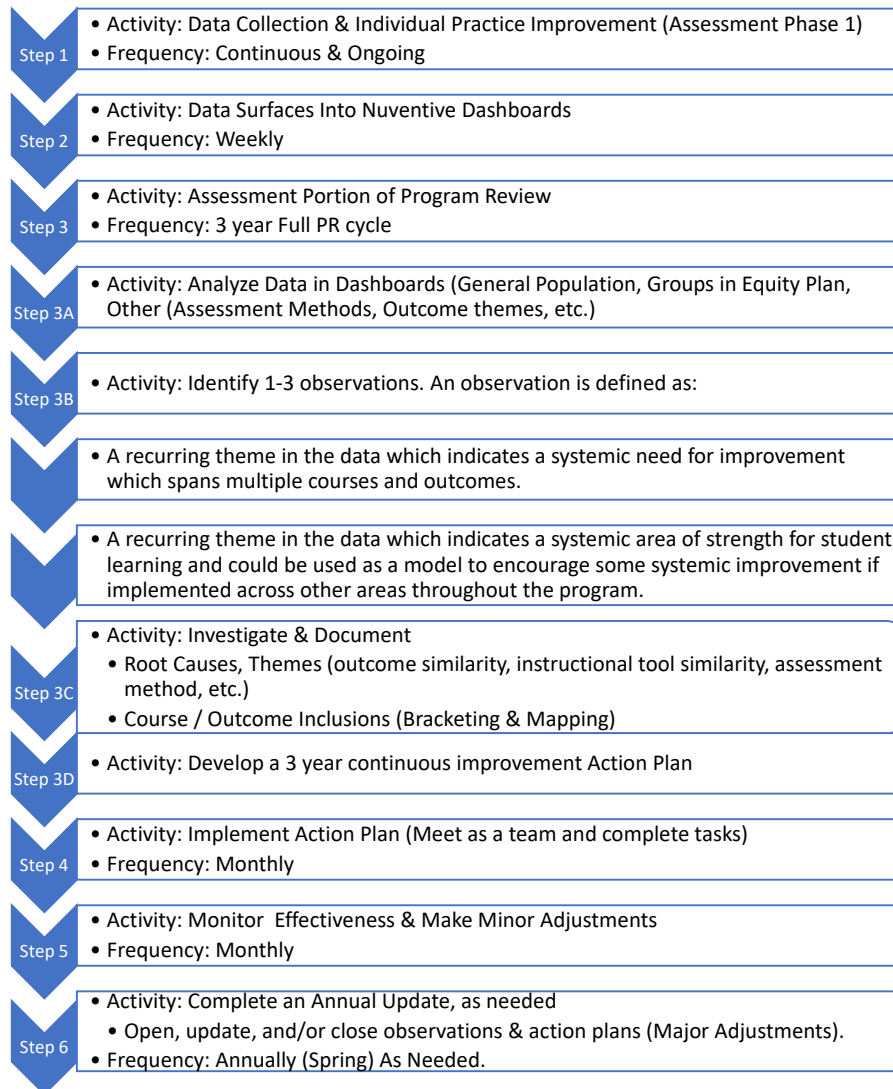 Step 1
• Activity: Data Collection & Individual Practice Improvement (Assessment Phase 1)
• Frequency: Continuous & Ongoing
Step 2
• Activity: Data Surfaces Into Nuventive Dashboards
• Frequency: Weekly
Step 3
• Activity: Assessment Portion of Program Review
• Frequency: 3 year Full PR cycle
Step 3A
• Activity: Analyze Data in Dashboards (General Population, Groups in Equity Plan,
Other (Assessment Methods, Outcome themes, etc.)
Step 3B
• Activity: Identify 1-3 observations. An observation is defined as:
• A recurring theme in the data which indicates a systemic need for improvement
which spans multiple courses and outcomes.
• A recurring theme in the data which indicates a systemic area of strength for student
learning and could be used as a model to encourage some systemic improvement if
implemented across other areas throughout the program.
Step 3C
• Activity: Investigate & Document
• Root Causes, Themes (outcome similarity, instructional tool similarity, assessment
method, etc.)
• Course / Outcome Inclusions (Bracketing & Mapping)
Step 3D
• Activity: Develop a 3 year continuous improvement Action Plan
Step 4
• Activity: Implement Action Plan (Meet as a team and complete tasks)
• Frequency: Monthly
Step 5
• Activity: Monitor Effectiveness & Make Minor Adjustments
• Frequency: Monthly
Step 6
• Activity: Complete an Annual Update, as needed
• Open, update, and/or close observations & action plans (Major Adjustments).
• Frequency: Annually (Spring) As Needed.